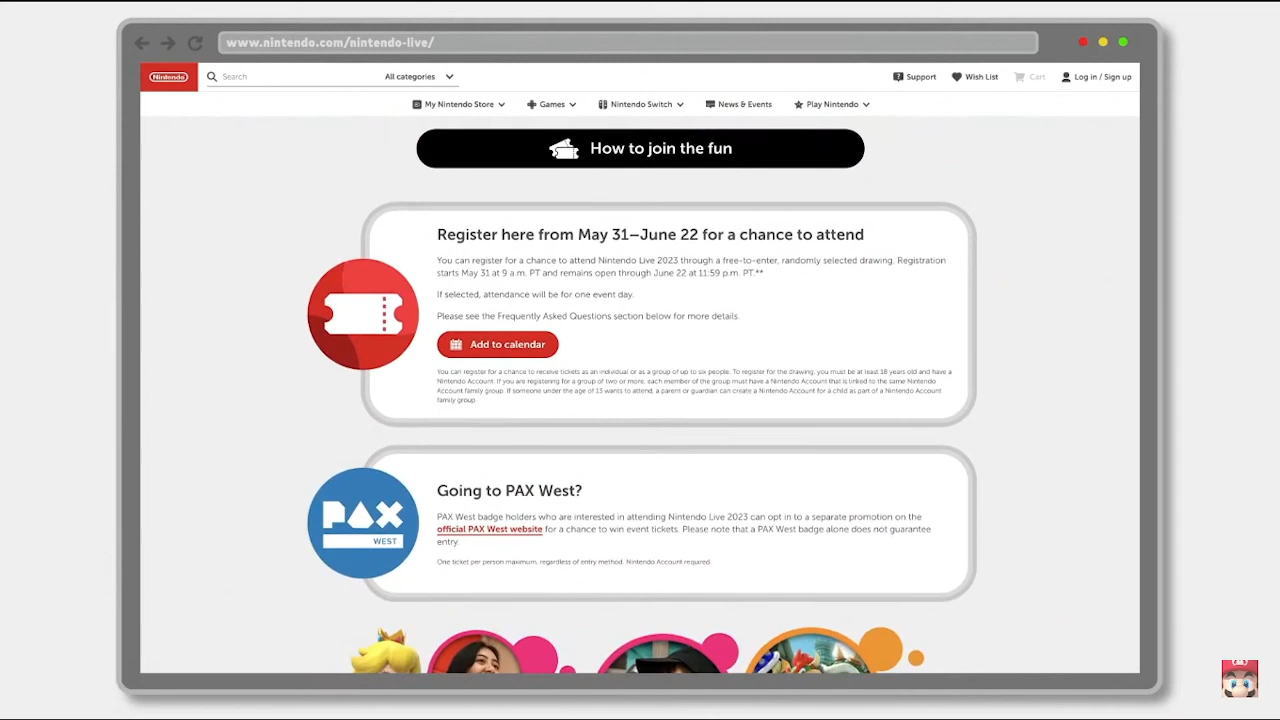 www.nintendo.com/nintendo-live/
Nintendo
Search
All categories
Support
Wish List
Cart
Log in / Sign up
My Nintendo Store
Games
Nintendo Switch
News & Events
Play Nintendo
How to join the fun
Register here from May 31–June 22 for a chance to attend
You can register for a chance to attend Nintendo Live 2023 through a free-to-enter, randomly selected drawing. Registration
starts May 31 at 9 a.m. PT and remains open through June 22 at 11:59 p.m. PT.**
If selected, attendance will be for one event day.
Please see the Frequently Asked Questions section below for more details.
Add to calendar
You can register for a chance to receive tickets as an individual or as a group of up to six people. To register for the drawing, you must be at least 18 years old and have a
Nintendo Account. If you are registering for a group of two or more, each member of the group must have a Nintendo Account that is linked to the same Nintendo
Account family group. If someone under the age of 13 wants to attend, a parent or guardian can create a Nintendo Account for a child as part of a Nintendo Account
family group.
PAX
WEST
Going to PAX West?
PAX West badge holders who are interested in attending Nintendo Live 2023 can opt in to a separate promotion on the
official PAX West website for a chance to win event tickets. Please note that a PAX West badge alone does not guarantee
entry.
One ticket per person maximum, regardless of entry method. Nintendo Account required